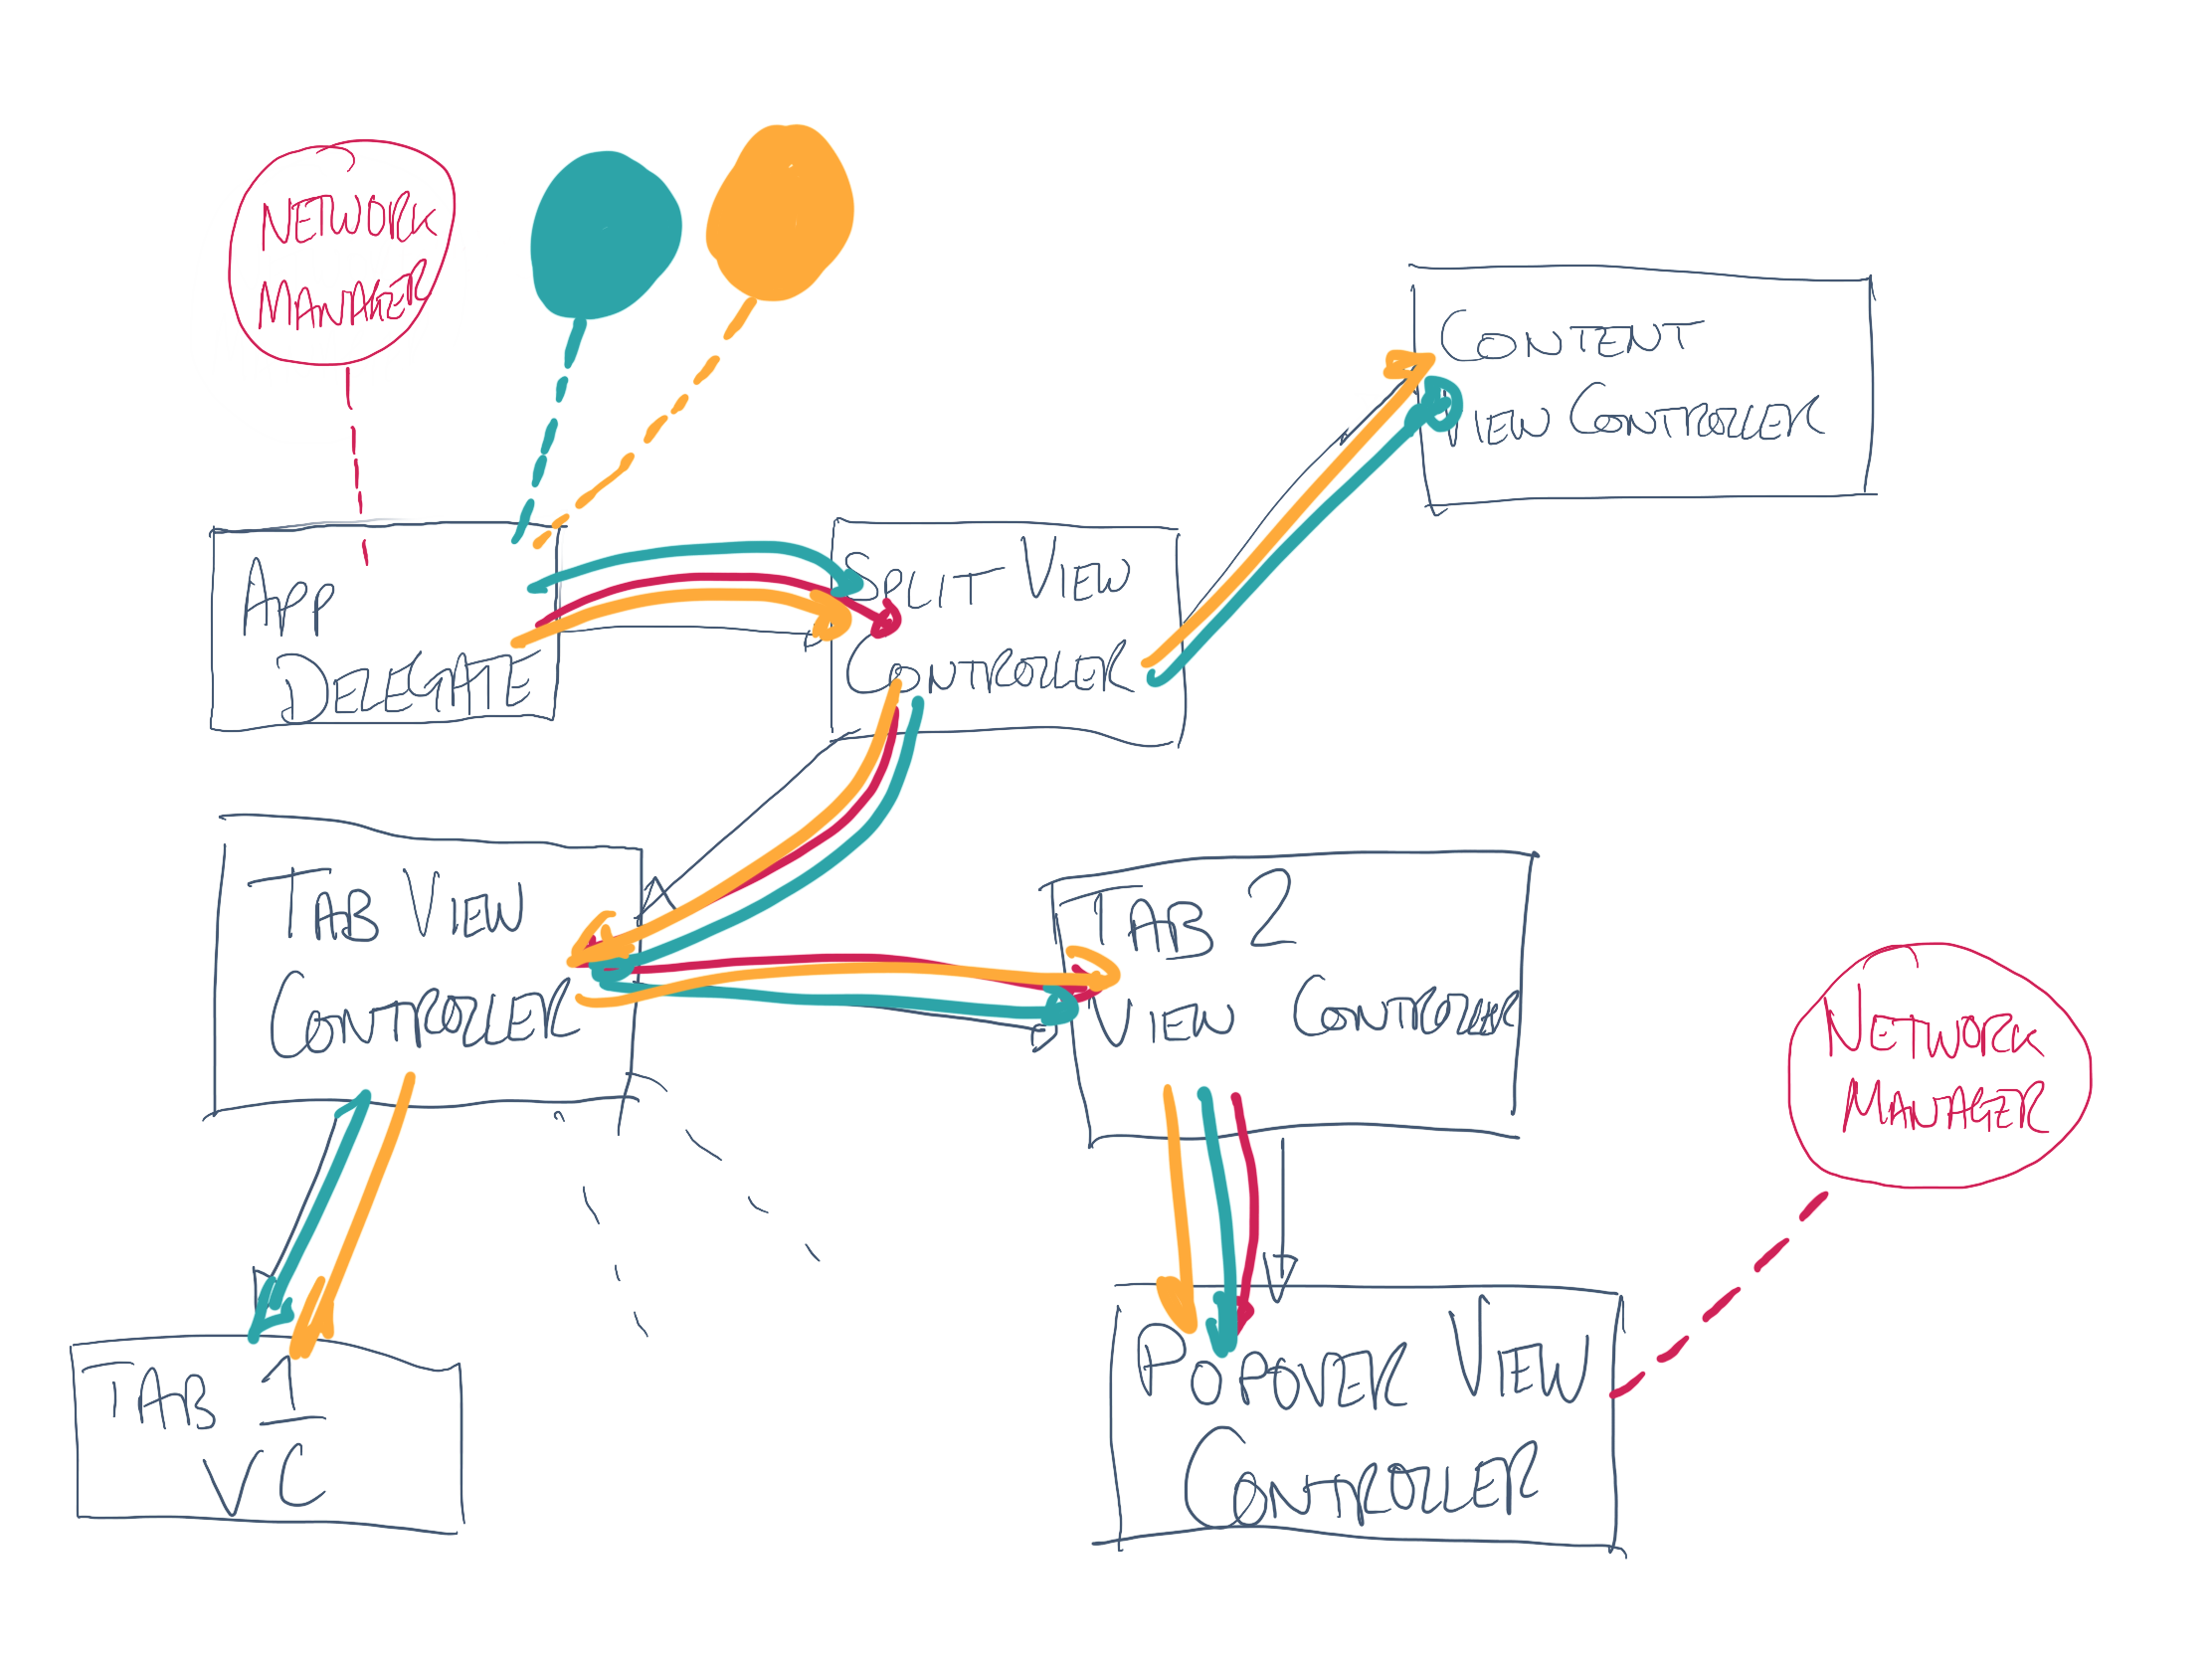 NETWORK
MANAGER
CONTENT
VIEW CONTROLLER
APP
DELEGATE
SPLIT VIEW
CONTROLLER
TAB VIEW
CONTROLLER
TAB 2
VIEW CONTROLLER
NETWORK
MANAGER
TAB 1
VC
POPOVER VIEW
CONTROLLER